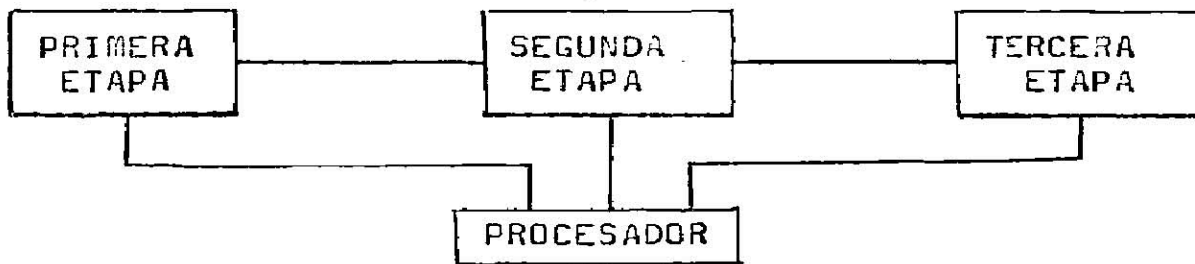 PRIMERA
ETAPA
SEGUNDA
ETAPA
TERCERA
ETAPA
PROCESADOR